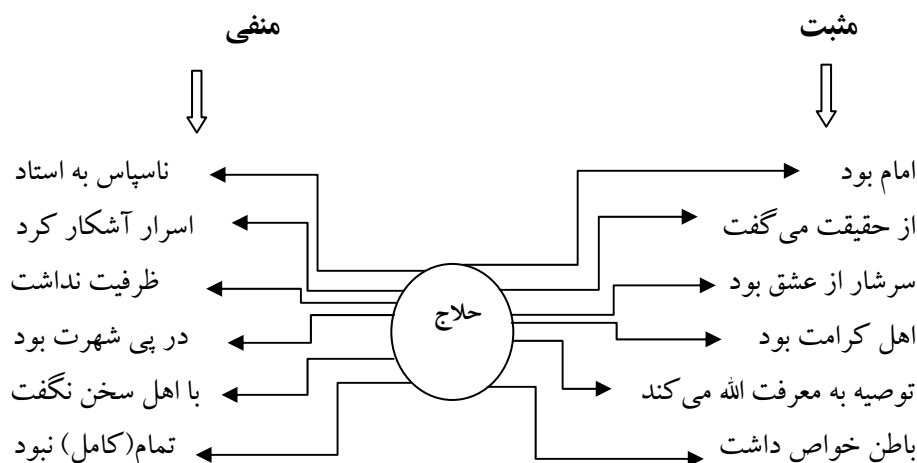 مثبت
منفی
امام بود
از حقیقت می‌گفت
سرشار از عشق بود
اهل کرامت بود
توصیه به معرفت الله می‌کند
باطن خواص داشت
حلاج
ناسپاس به استاد
اسرار آشکار کرد
ظرفیت نداشت
در پی شهرت بود
با اهل سخن نگفت
تمام(کامل) نبود